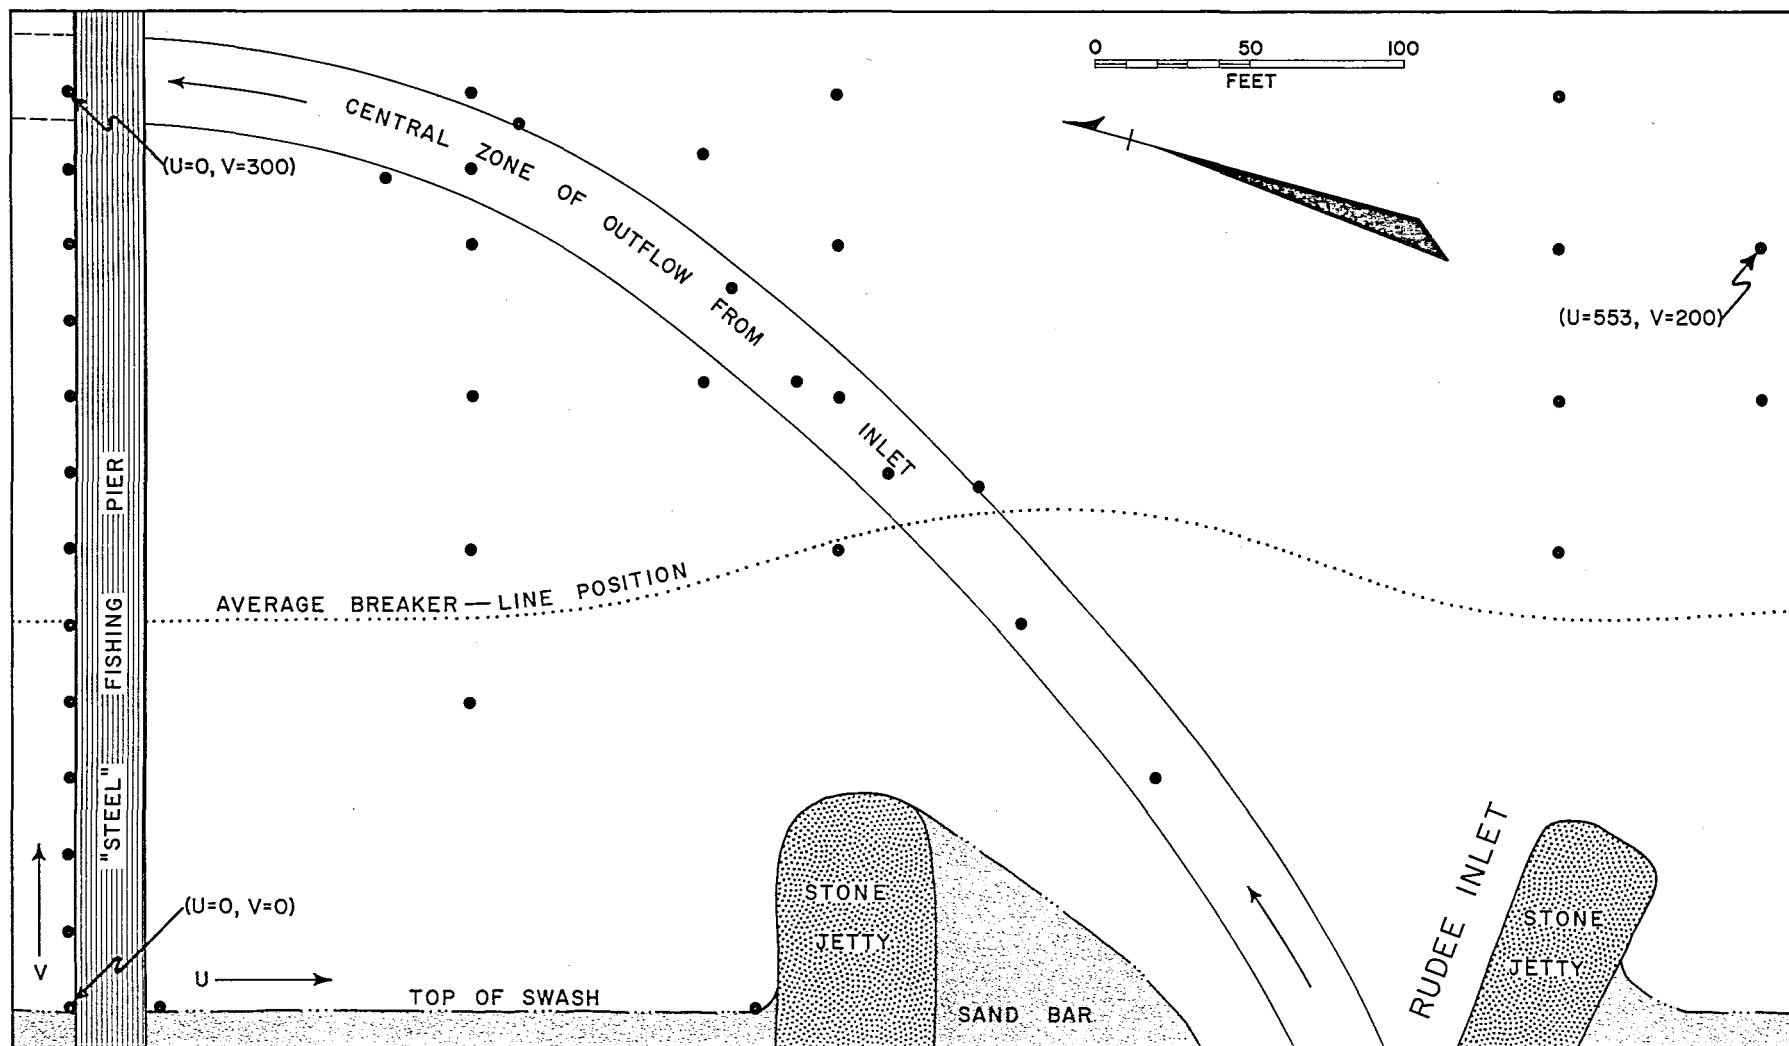 0 50 100
FEET
CENTRAL ZONE OF OUTFLOW FROM INLET
(U=0, V=300)
(U=553, V=200)
"STEEL" FISHING PIER
AVERAGE BREAKER — LINE POSITION
(U=0, V=0)
V
U
TOP OF SWASH
STONE
JETTY
SAND BAR
RUDEE INLET
STONE
JETTY